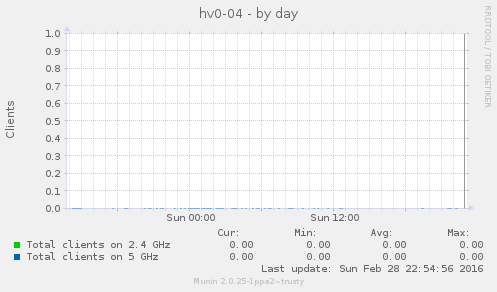 hv0-04 - by day
RRDTOOL / TOBI OETIKER
Clients
1.0
0.9
0.8
0.7
0.6
0.5
0.4
0.3
0.2
0.1
0.0
Sun 00:00 Sun 12:00
Cur: Min: Avg: Max:
Total clients on 2.4 GHz 0.00 0.00 0.00 0.00
Total clients on 5 GHz 0.00 0.00 0.00 0.00
Last update: Sun Feb 28 22:54:56 2016
Munin 2.0.25-1ppa2~trusty